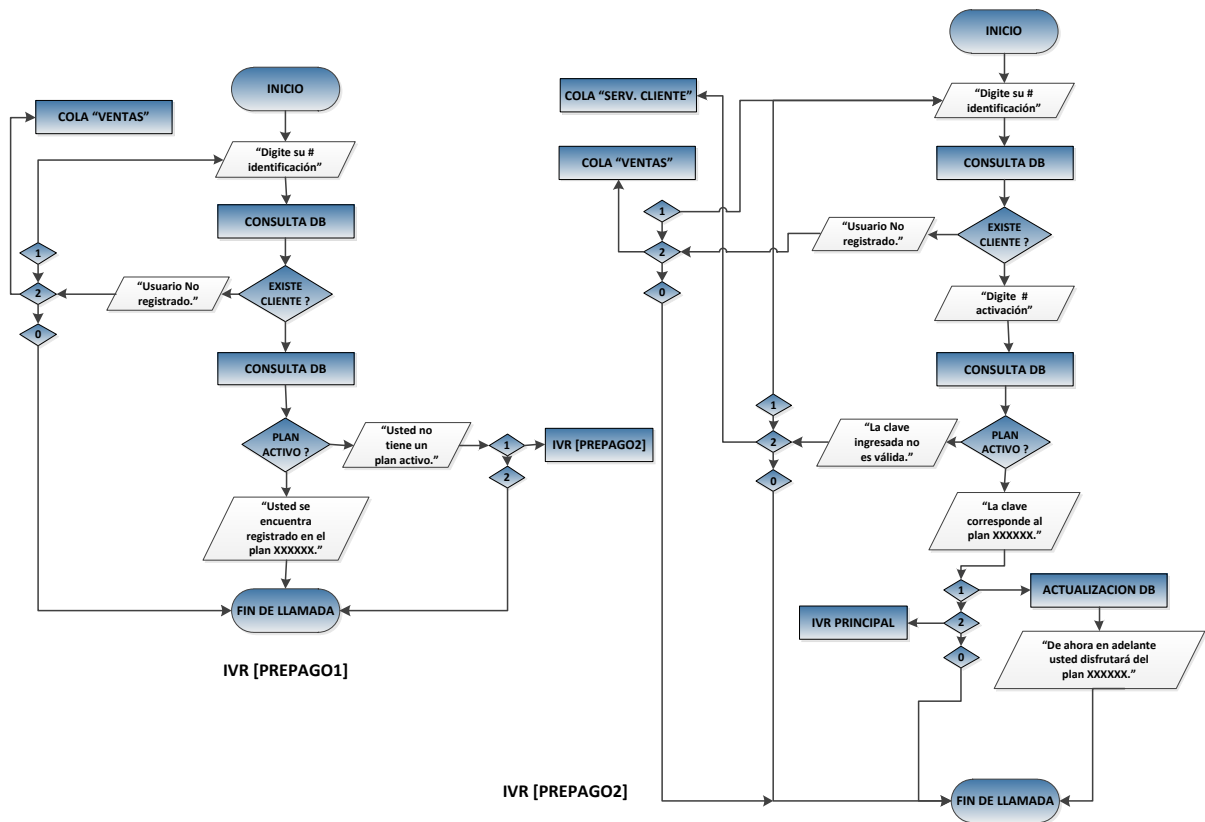 INICIO
COLA “VENTAS”
“Digite su #
identificación”
CONSULTA DB
1
2
0
“Usuario No
registrado.”
EXISTE
CLIENTE ?
CONSULTA DB
PLAN
ACTIVO ?
“Usted no
tiene un
plan activo.”
1
2
IVR [PREPAGO2]
“Usted se
encuentra
registrado en el
plan XXXXXX.”
FIN DE LLAMADA
IVR [PREPAGO1]
INICIO
COLA “SERV. CLIENTE”
“Digite su #
identificación”
COLA “VENTAS”
CONSULTA DB
1
2
0
“Usuario No
registrado.”
EXISTE
CLIENTE ?
“Digite #
activación”
CONSULTA DB
1
2
0
“La clave
ingresada no
es válida.”
PLAN
ACTIVO ?
“La clave
corresponde al
plan XXXXXX.”
1
2
0
ACTUALIZACION DB
IVR PRINCIPAL
“De ahora en adelante
usted disfrutará del
plan XXXXXX.”
FIN DE LLAMADA
IVR [PREPAGO2]